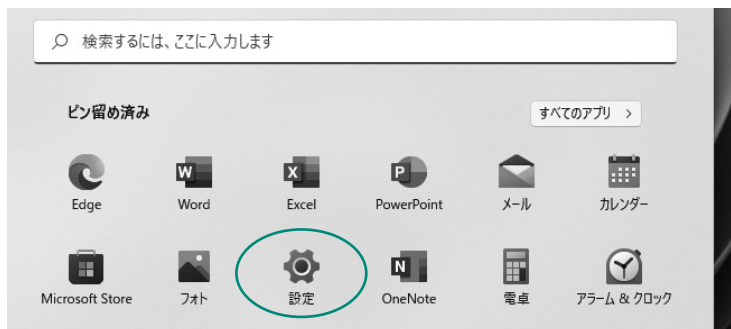 検索するには、ここに入力します
ピン留め済み
すべてのアプリ >
Edge
Word
Excel
PowerPoint
メール
カレンダー
Microsoft Store
フォト
設定
OneNote
電卓
アラーム & クロック